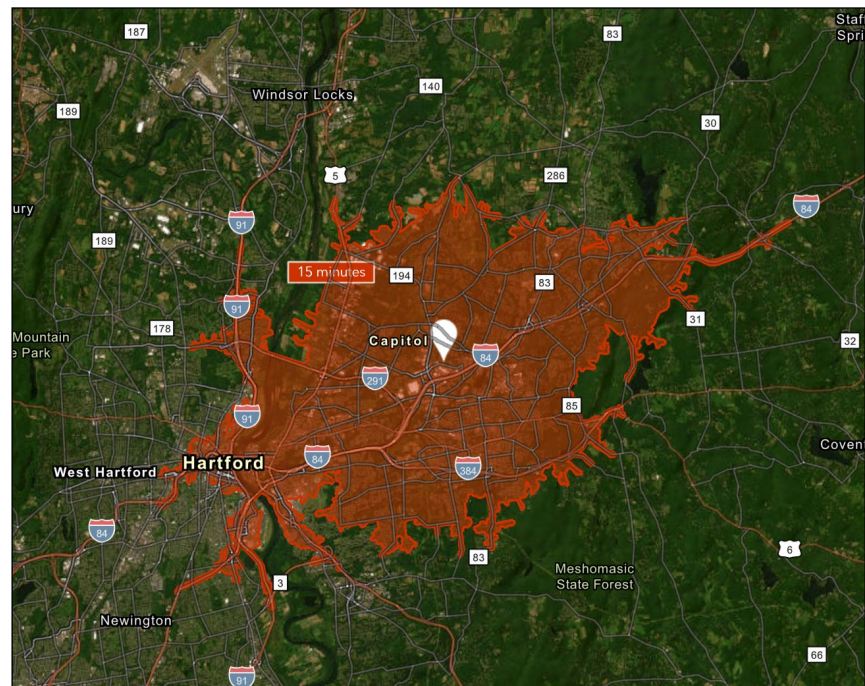 Staf
Spri
187
83
140
Windsor Locks
189
30
5
286
ury
84
91
189
15 minutes
194
83
91
31
178
Mountain
e Park
Capitol
32
84
291
85
91
Covent
84
West Hartford
Hartford
384
84
6
83
Meshomasic
State Forest
3
Newington
66
91